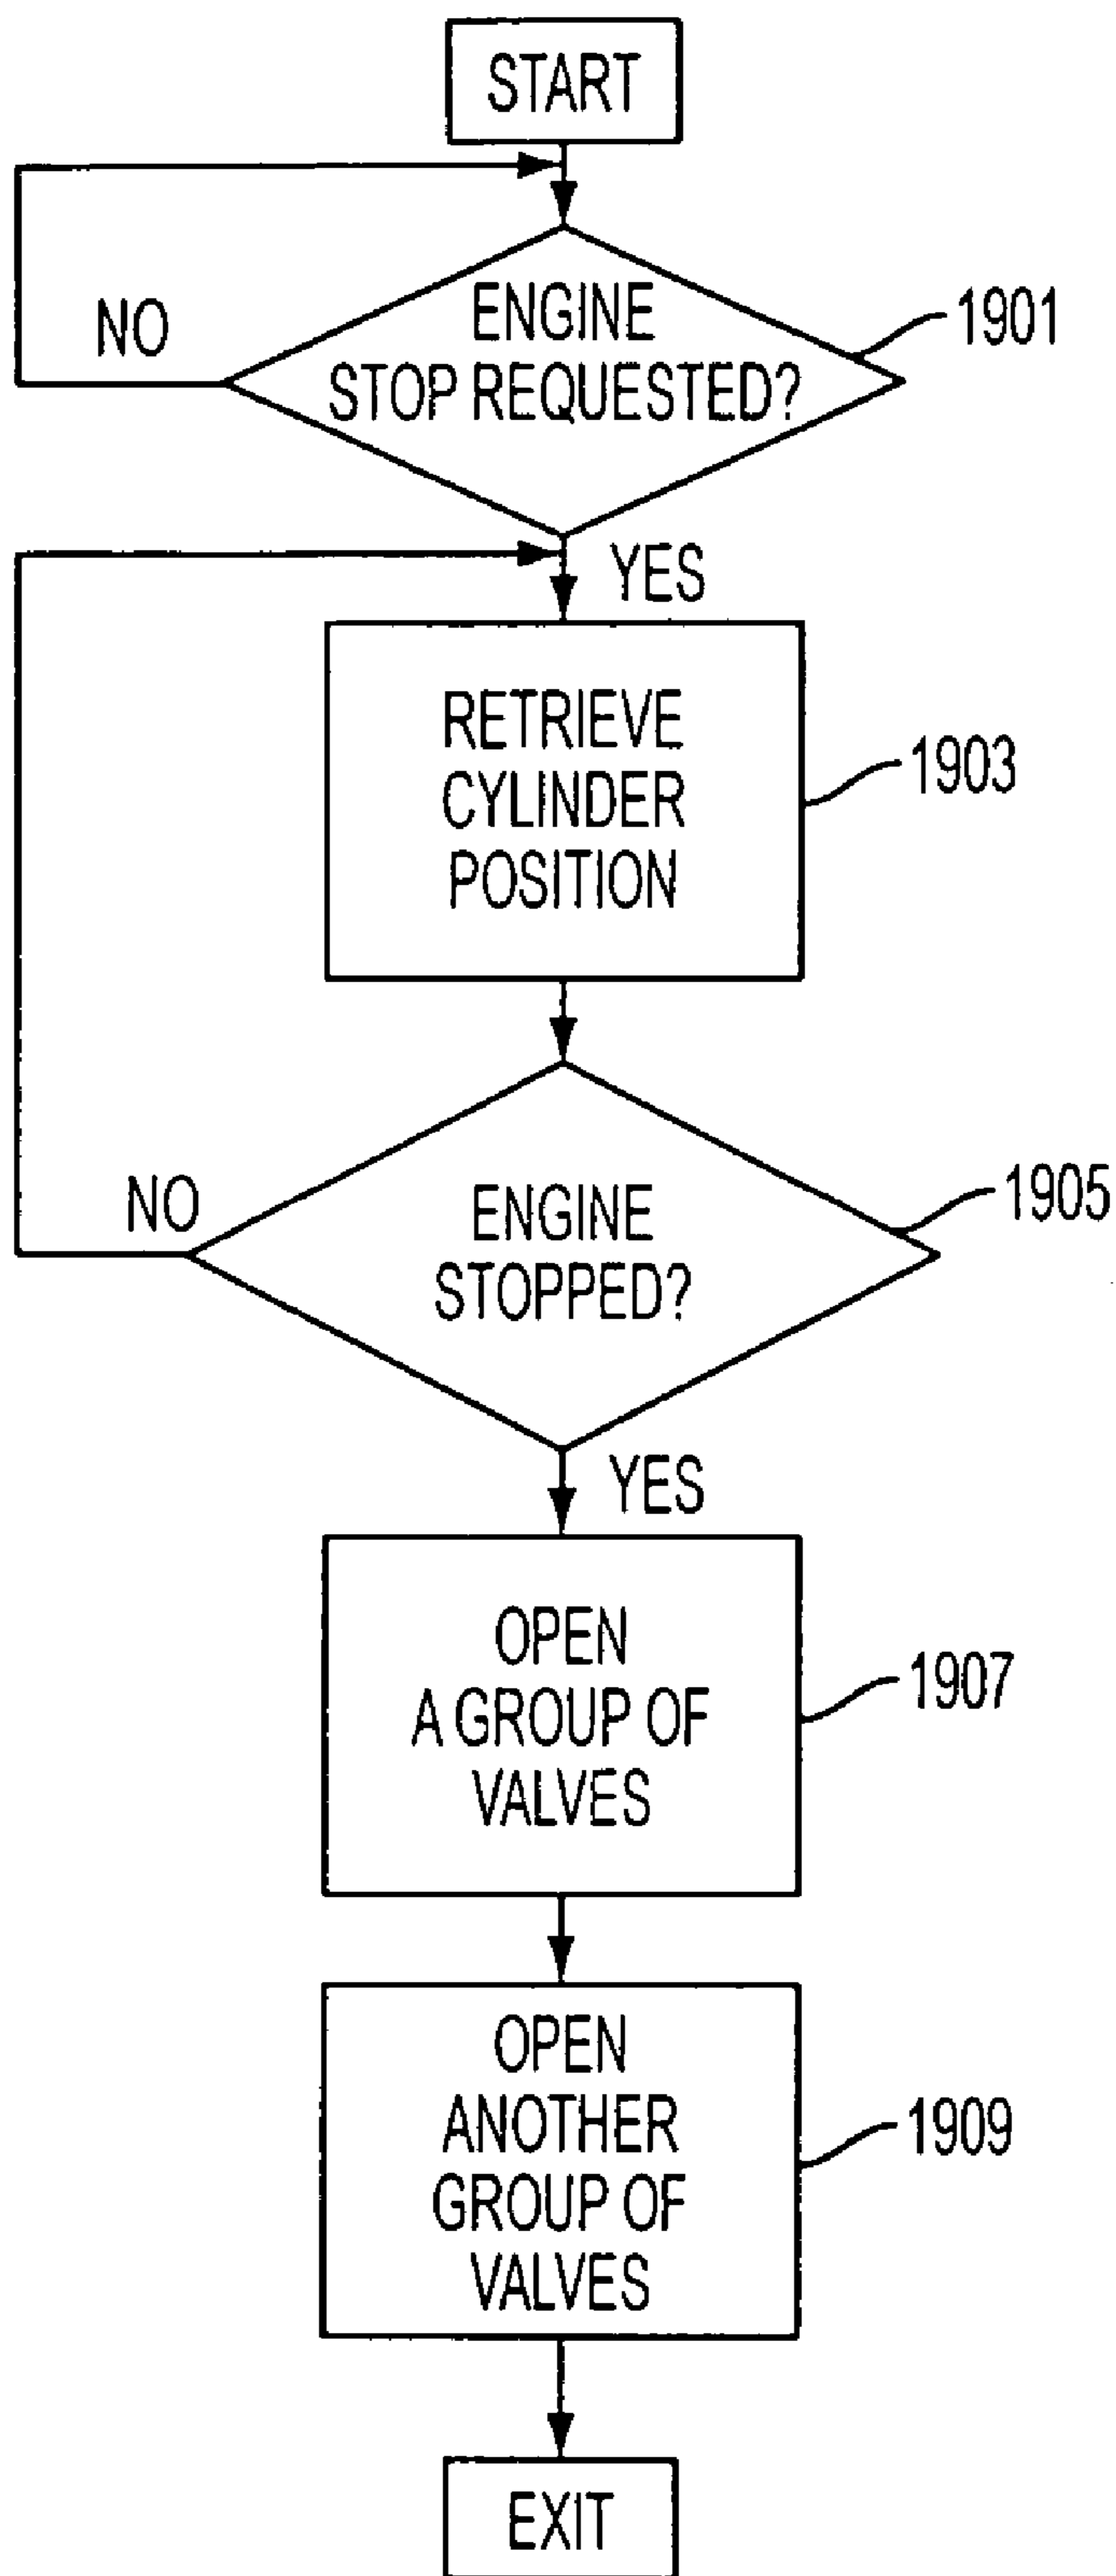 START
NO
ENGINE
STOP REQUESTED?
1901
YES
RETRIEVE
CYLINDER
POSITION
1903
NO
ENGINE
STOPPED?
1905
YES
OPEN
A GROUP OF
VALVES
1907
OPEN
ANOTHER
GROUP OF
VALVES
1909
EXIT